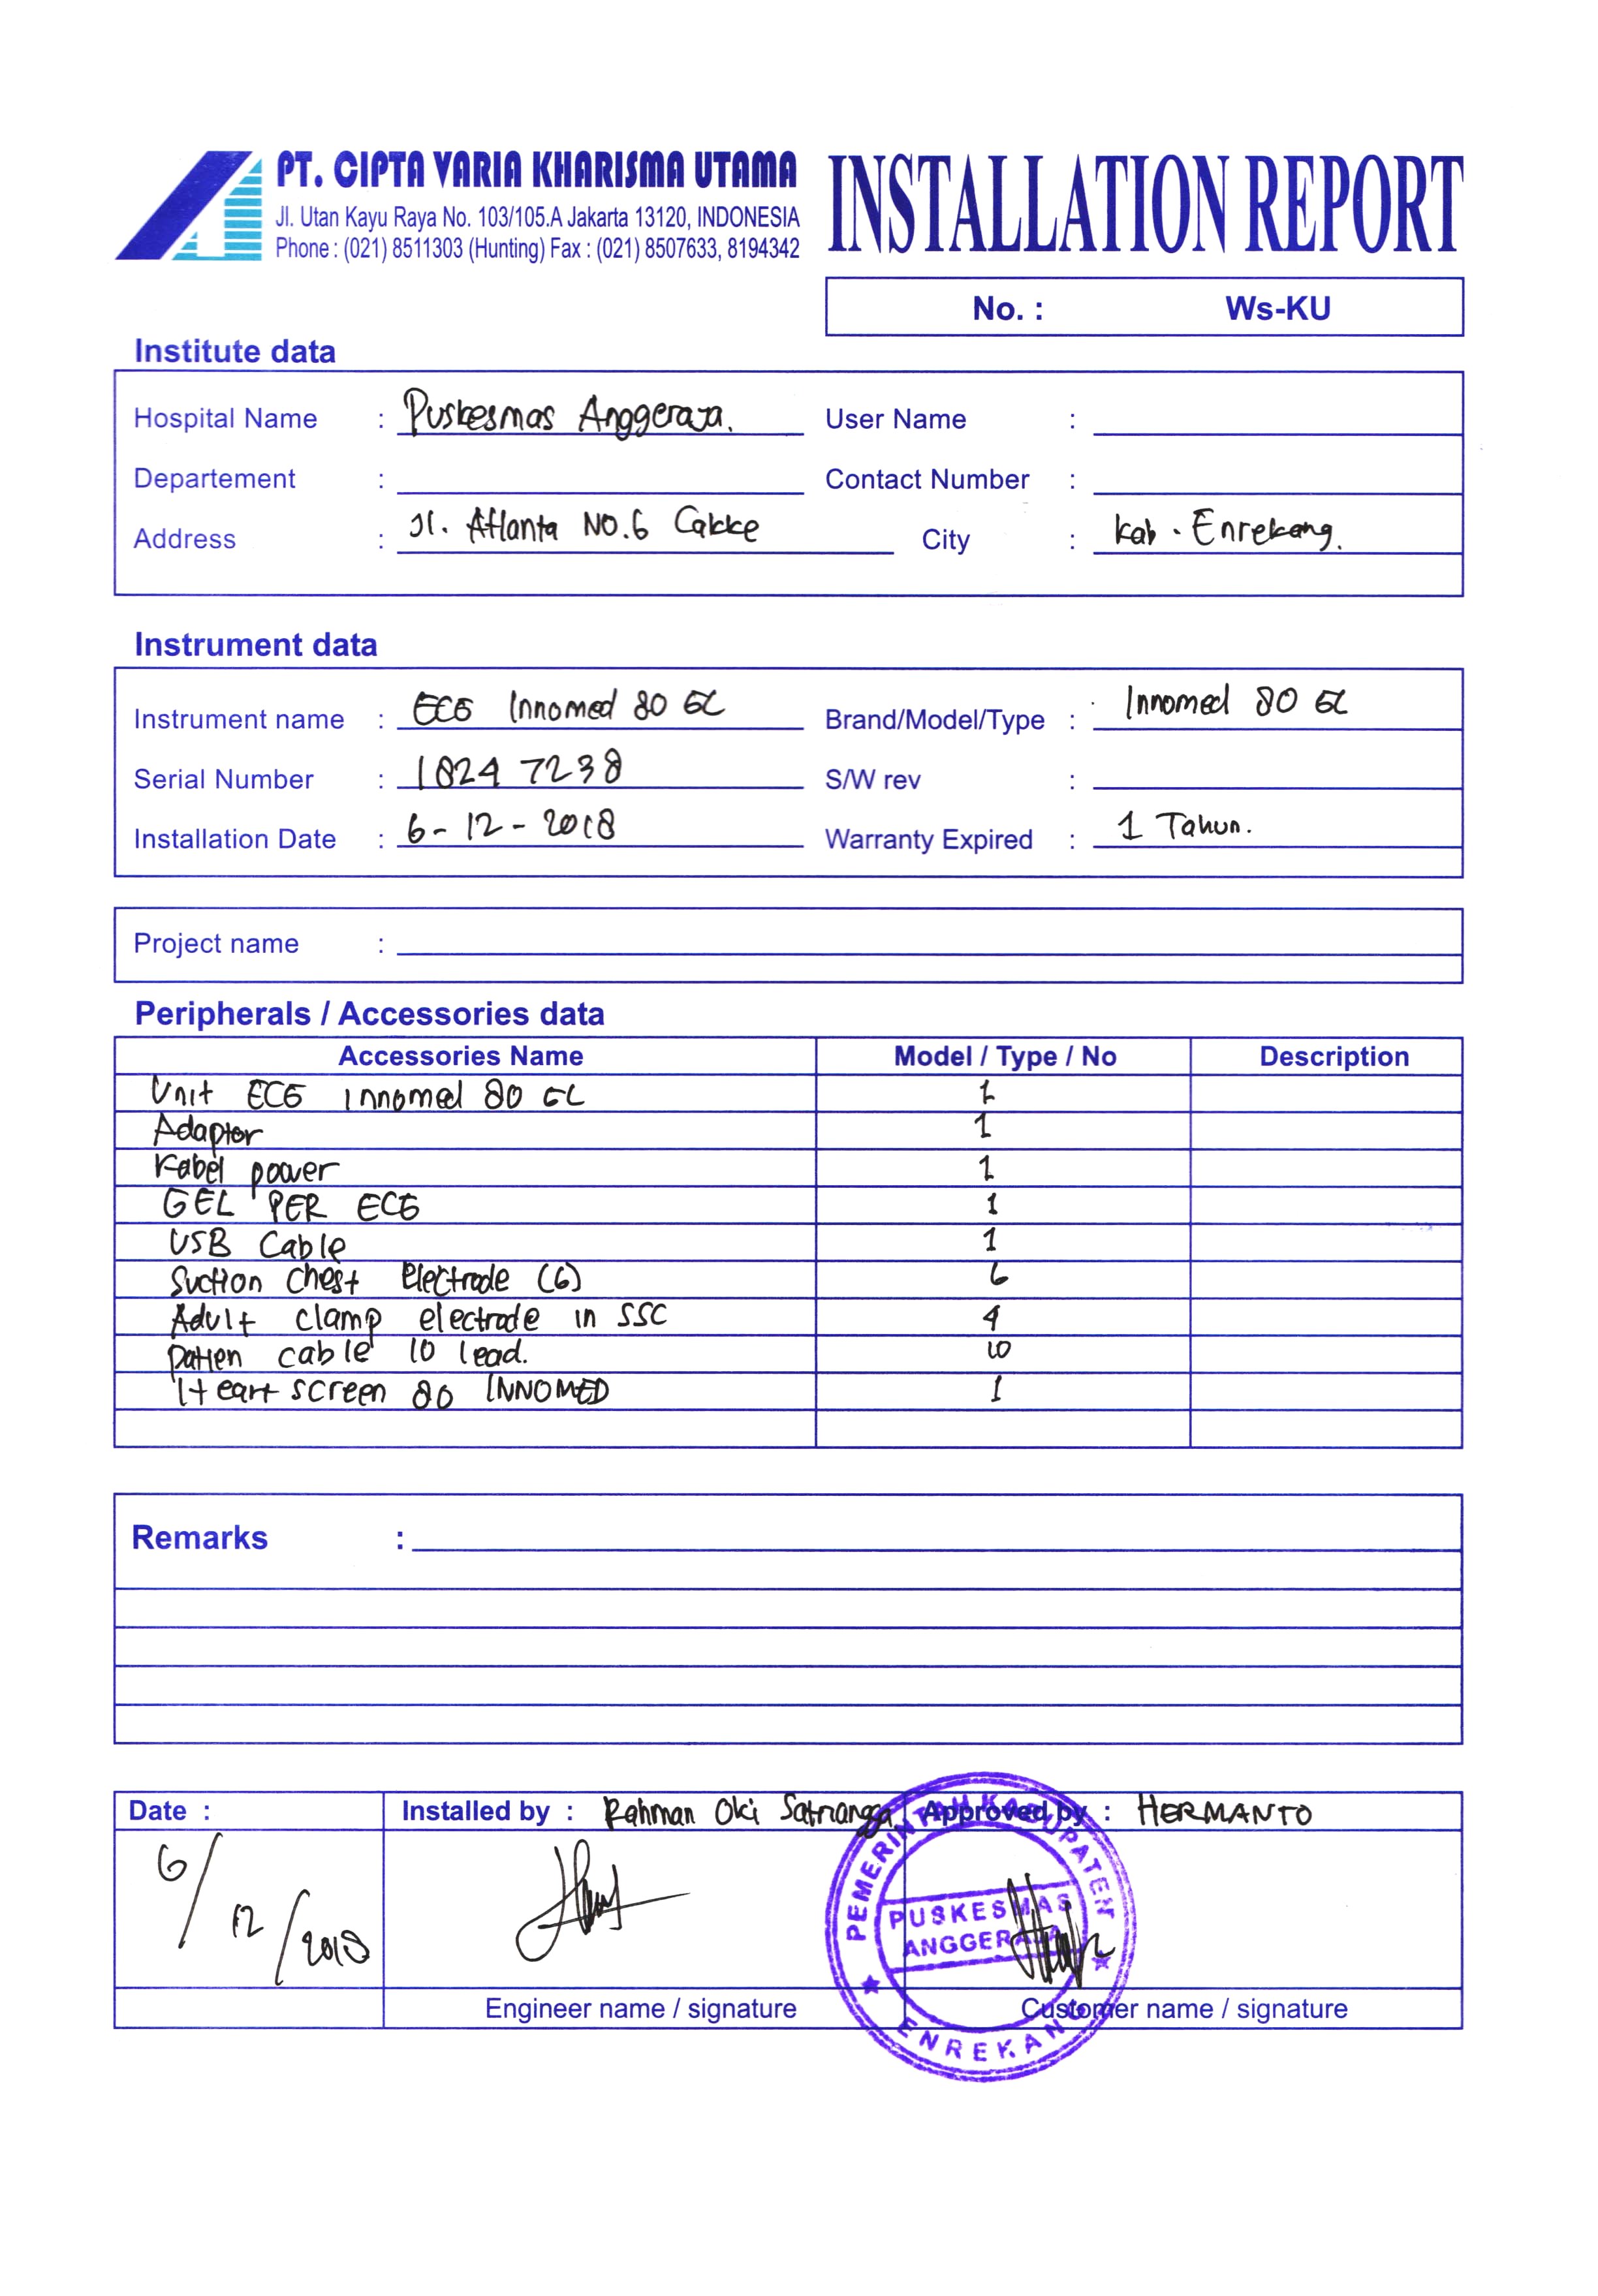 PT. CIPTA VARIA KHARISMA UTAMA
Jl. Utan Kayu Raya No. 103/105.A Jakarta 13120, INDONESIA
Phone : (021) 8511303 (Hunting) Fax : (021) 8507633, 8194342
INSTALLATION REPORT
No. : Ws-KU
Institute data
Hospital Name : Puskesmas Anggeraja. User Name :
Departement : Contact Number :
Address : Jl. Atlanta No.6 Cakke City : Kab. Enrekang.
Instrument data
Instrument name : ECG Innomed 80 GL Brand/Model/Type : Innomed 80 GL
Serial Number : 18247238 S/W rev :
Installation Date : 6-12-2018 Warranty Expired : 1 Tahun.
Project name :
Peripherals / Accessories data
Accessories Name Model / Type / No Description
Unit ECG innomed 80 GL 1
Adaptor 1
Kabel power 1
GEL PER ECG 1
USB Cable 1
Suction chest electrode (6) 6
Adult clamp electrode in SSC 4
Patien cable 10 lead. 10
Heart screen 80 INNOMED 1
Remarks :
Date : Installed by : Rahman Oki Satriangga Approved by : HERMANTO
6/12/2018
PEMERINTAH KABUPATEN
PUSKESMAS
ANGGERAJA
ENREKANG
Engineer name / signature Customer name / signature